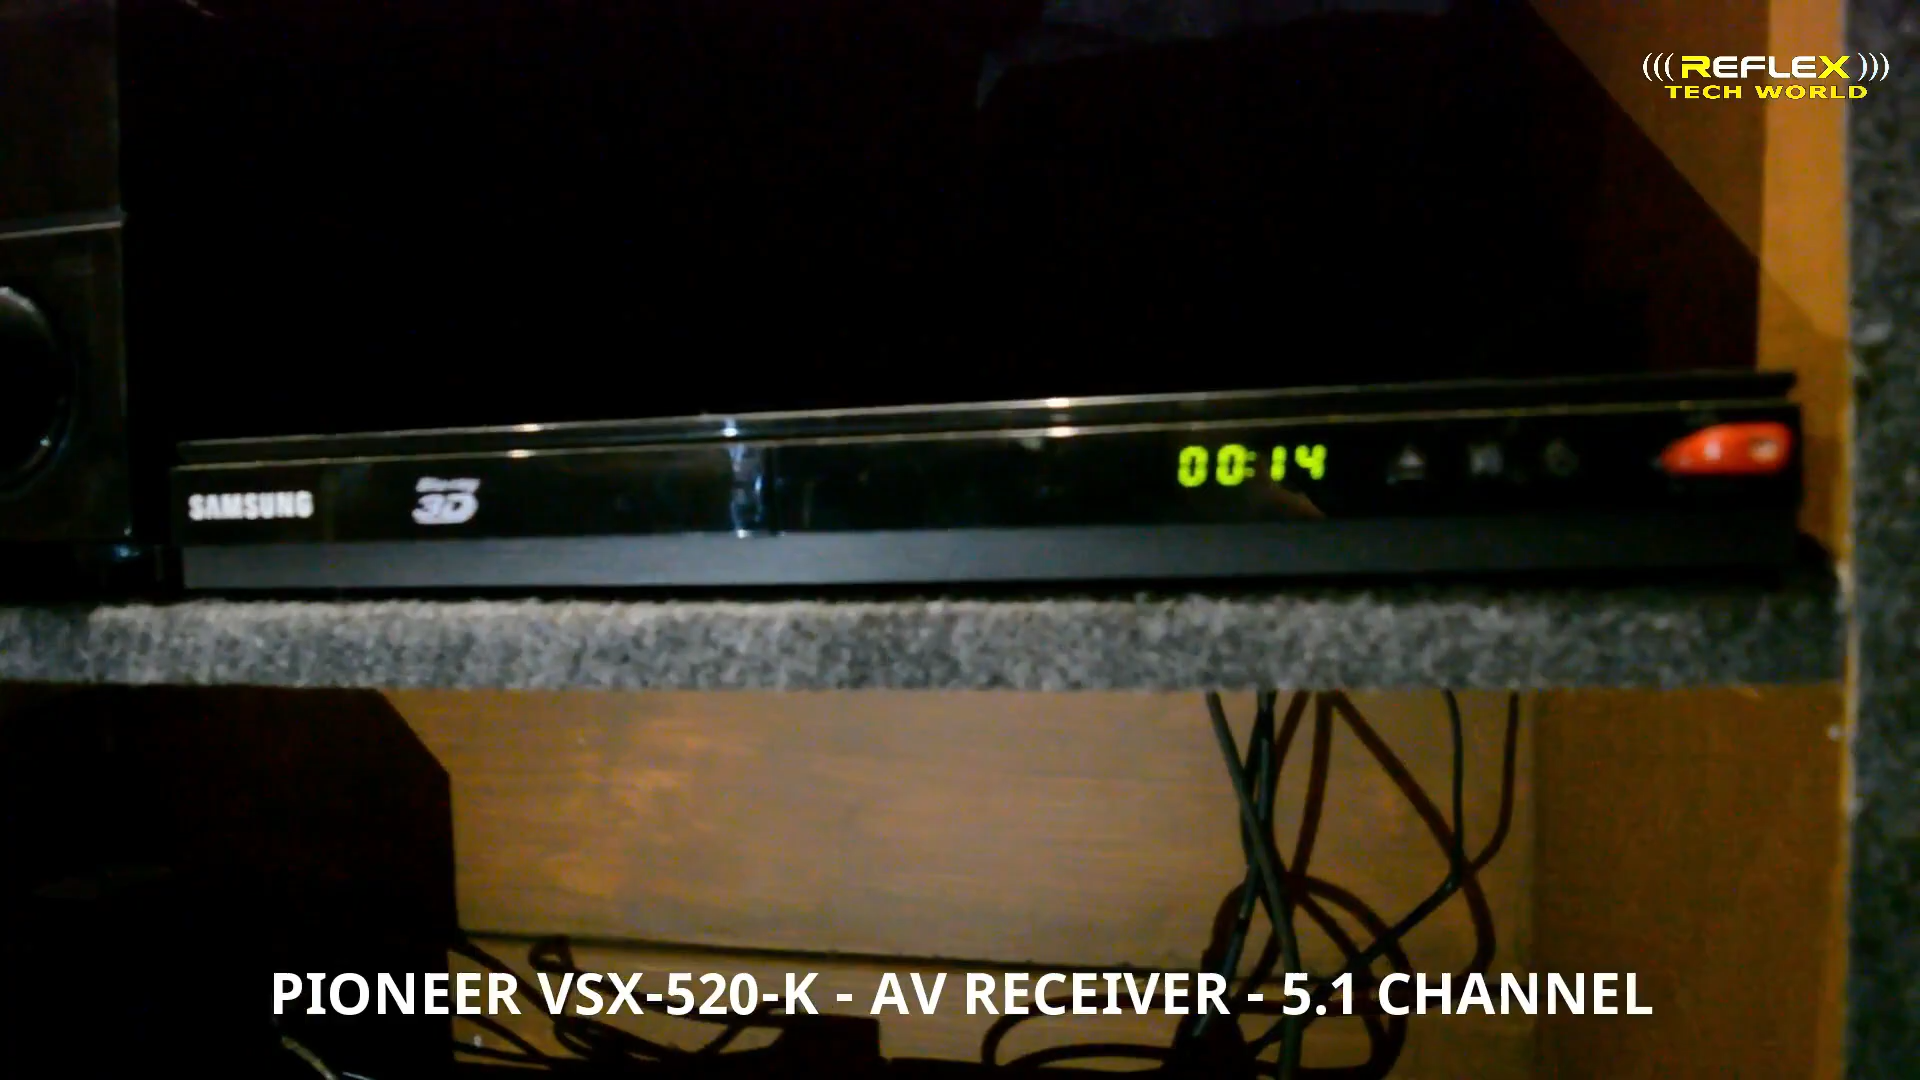 REFLEX
TECH WORLD
00:14
SAMSUNG
3D
PIONEER VSX-520-K - AV RECEIVER - 5.1 CHANNEL